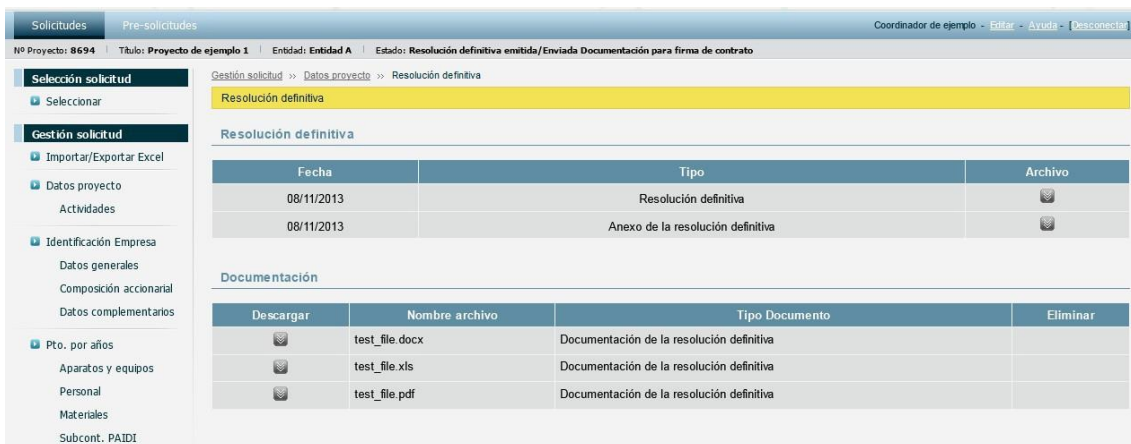 Solicitudes Pre-solicitudes Coordinador de ejemplo - Editar - Ayuda - [Desconectar]
Nº Proyecto: 8694 Título: Proyecto de ejemplo 1 Entidad: Entidad A Estado: Resolución definitiva emitida/Enviada Documentación para firma de contrato
Selección solicitud
Seleccionar
Gestión solicitud
Importar/Exportar Excel
Datos proyecto
Actividades
Identificación Empresa
Datos generales
Composición accionarial
Datos complementarios
Pto. por años
Aparatos y equipos
Personal
Materiales
Subcont. PAIDI
Gestión solicitud >> Datos proyecto >> Resolución definitiva
Resolución definitiva
Resolución definitiva
Fecha Tipo Archivo
08/11/2013 Resolución definitiva
08/11/2013 Anexo de la resolución definitiva
Documentación
Descargar Nombre archivo Tipo Documento Eliminar
test_file.docx Documentación de la resolución definitiva
test_file.xls Documentación de la resolución definitiva
test_file.pdf Documentación de la resolución definitiva